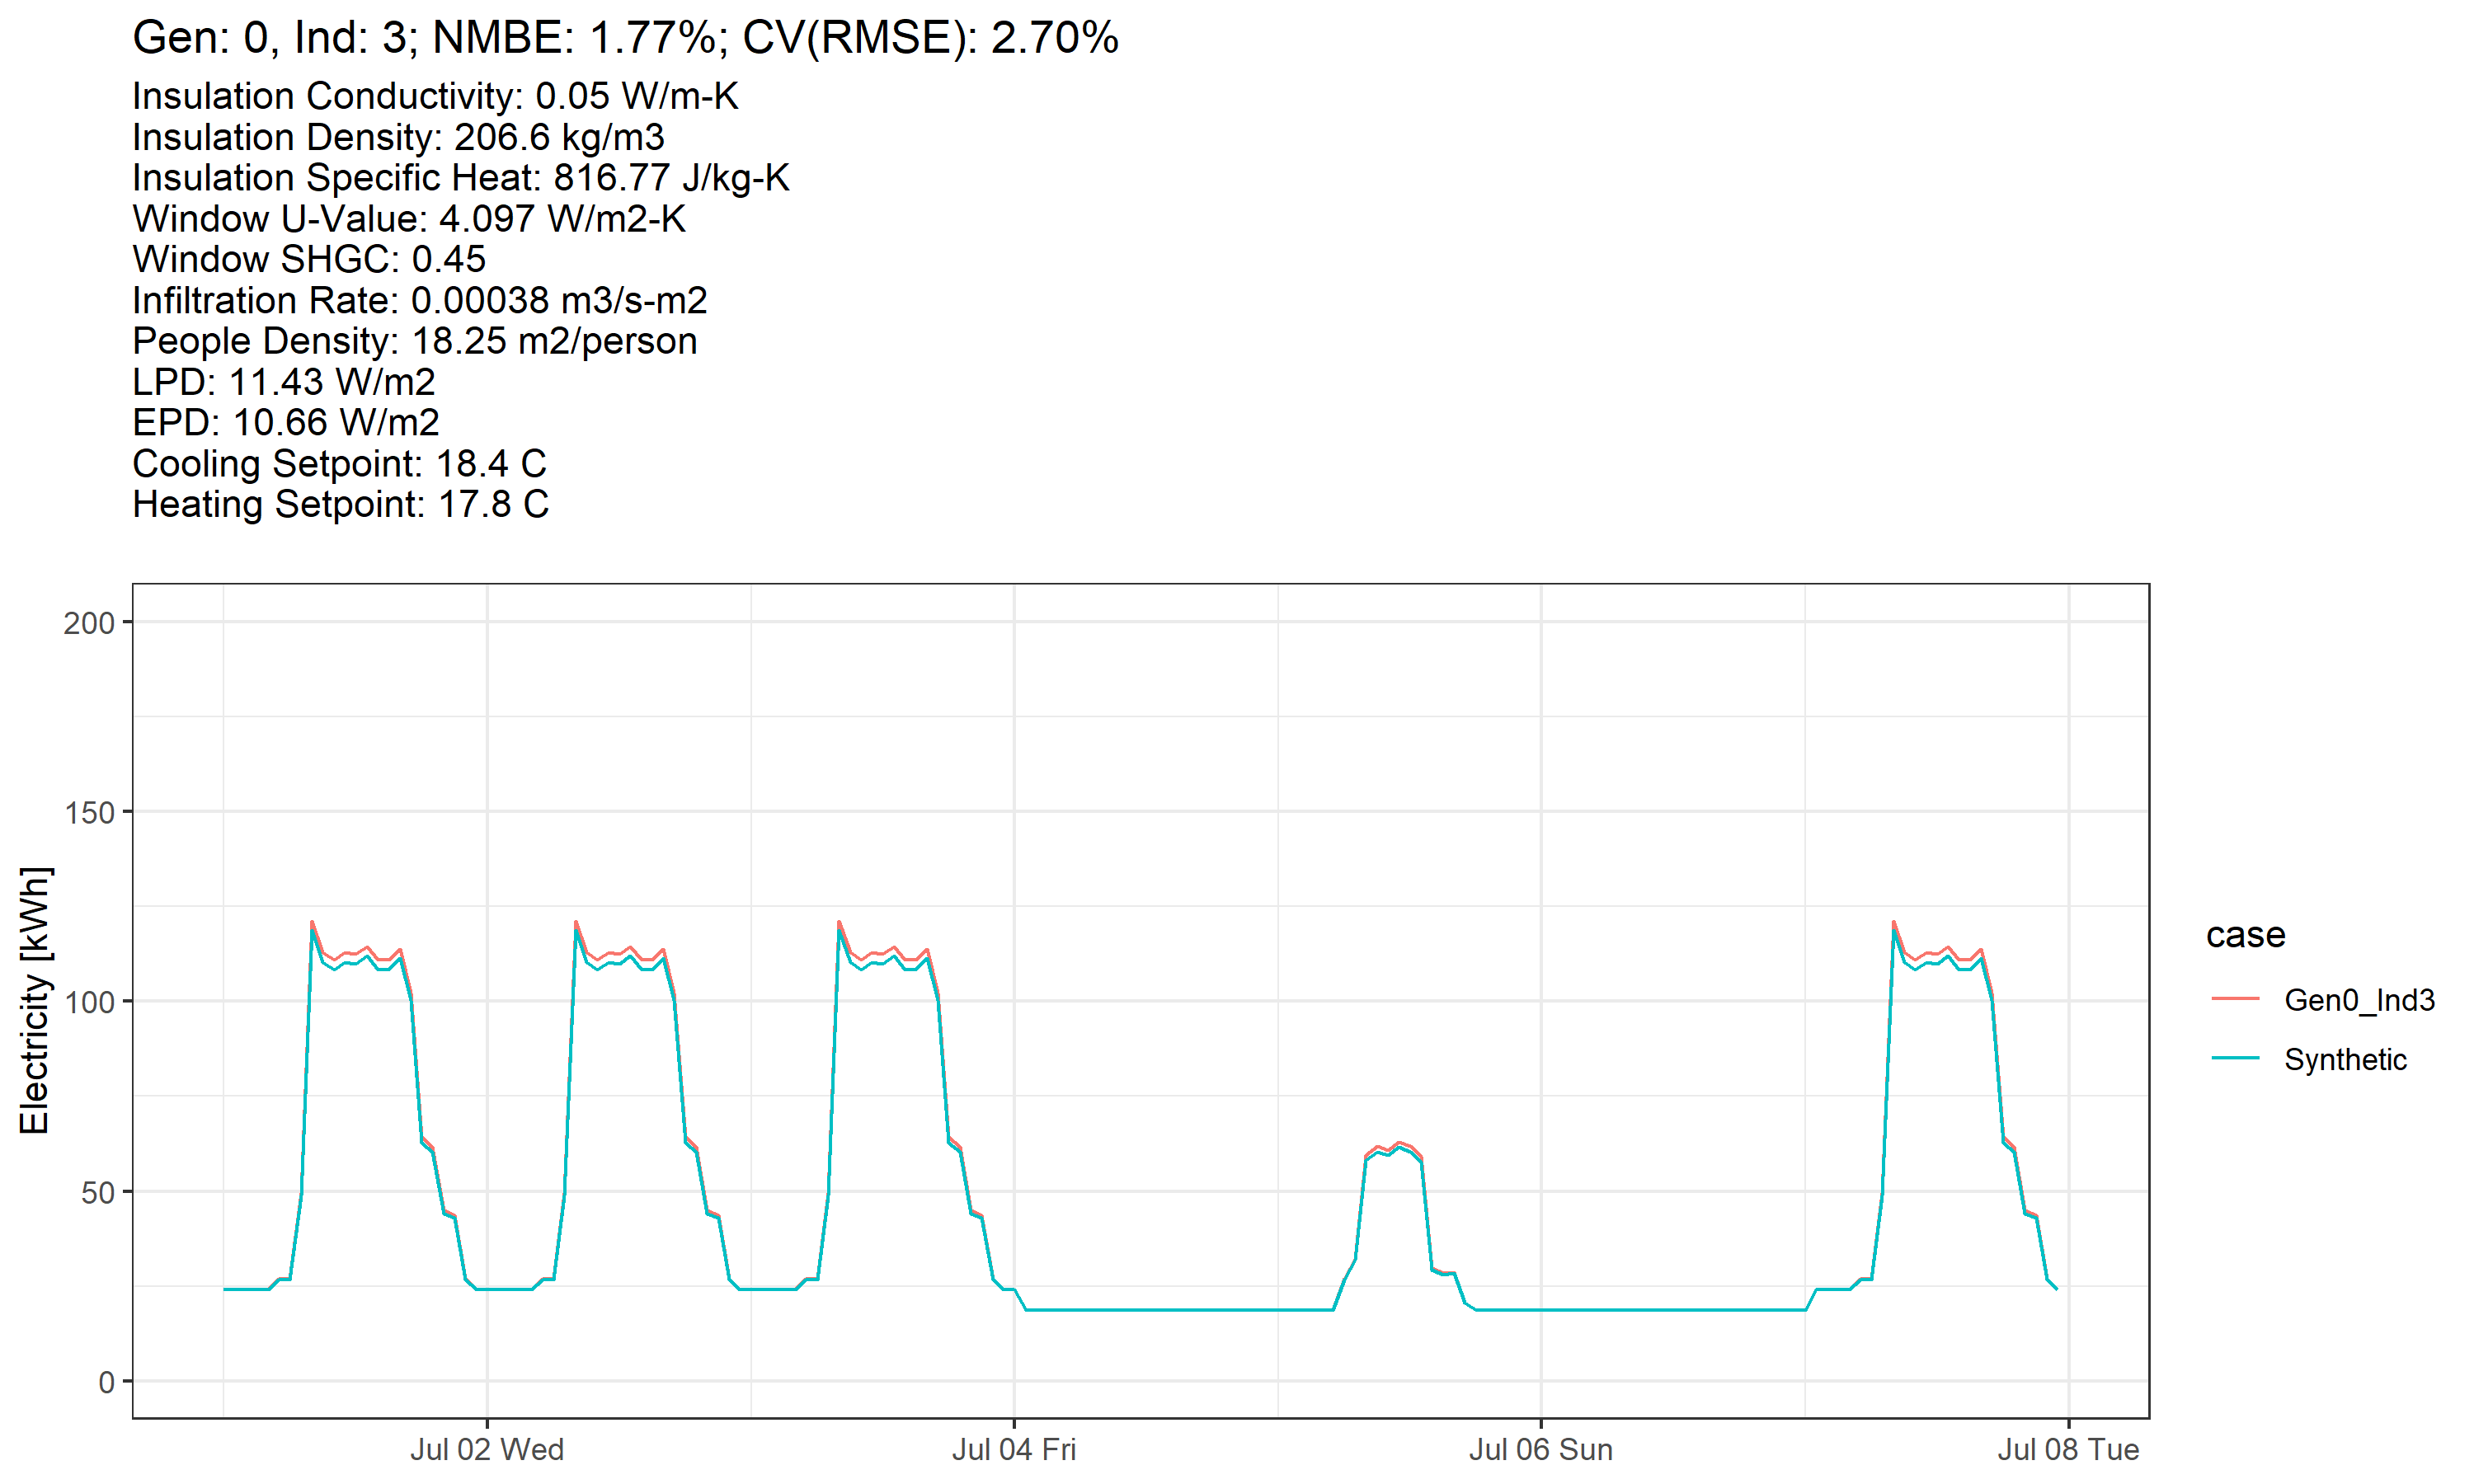 Gen: 0, Ind: 3; NMBE: 1.77%; CV(RMSE): 2.70%
Insulation Conductivity: 0.05 W/m-K
Insulation Density: 206.6 kg/m3
Insulation Specific Heat: 816.77 J/kg-K
Window U-Value: 4.097 W/m2-K
Window SHGC: 0.45
Infiltration Rate: 0.00038 m3/s-m2
People Density: 18.25 m2/person
LPD: 11.43 W/m2
EPD: 10.66 W/m2
Cooling Setpoint: 18.4 C
Heating Setpoint: 17.8 C
Electricity [kWh]
200
150
100
50
0
Jul 02 Wed
Jul 04 Fri
Jul 06 Sun
Jul 08 Tue
case
Gen0_Ind3
Synthetic